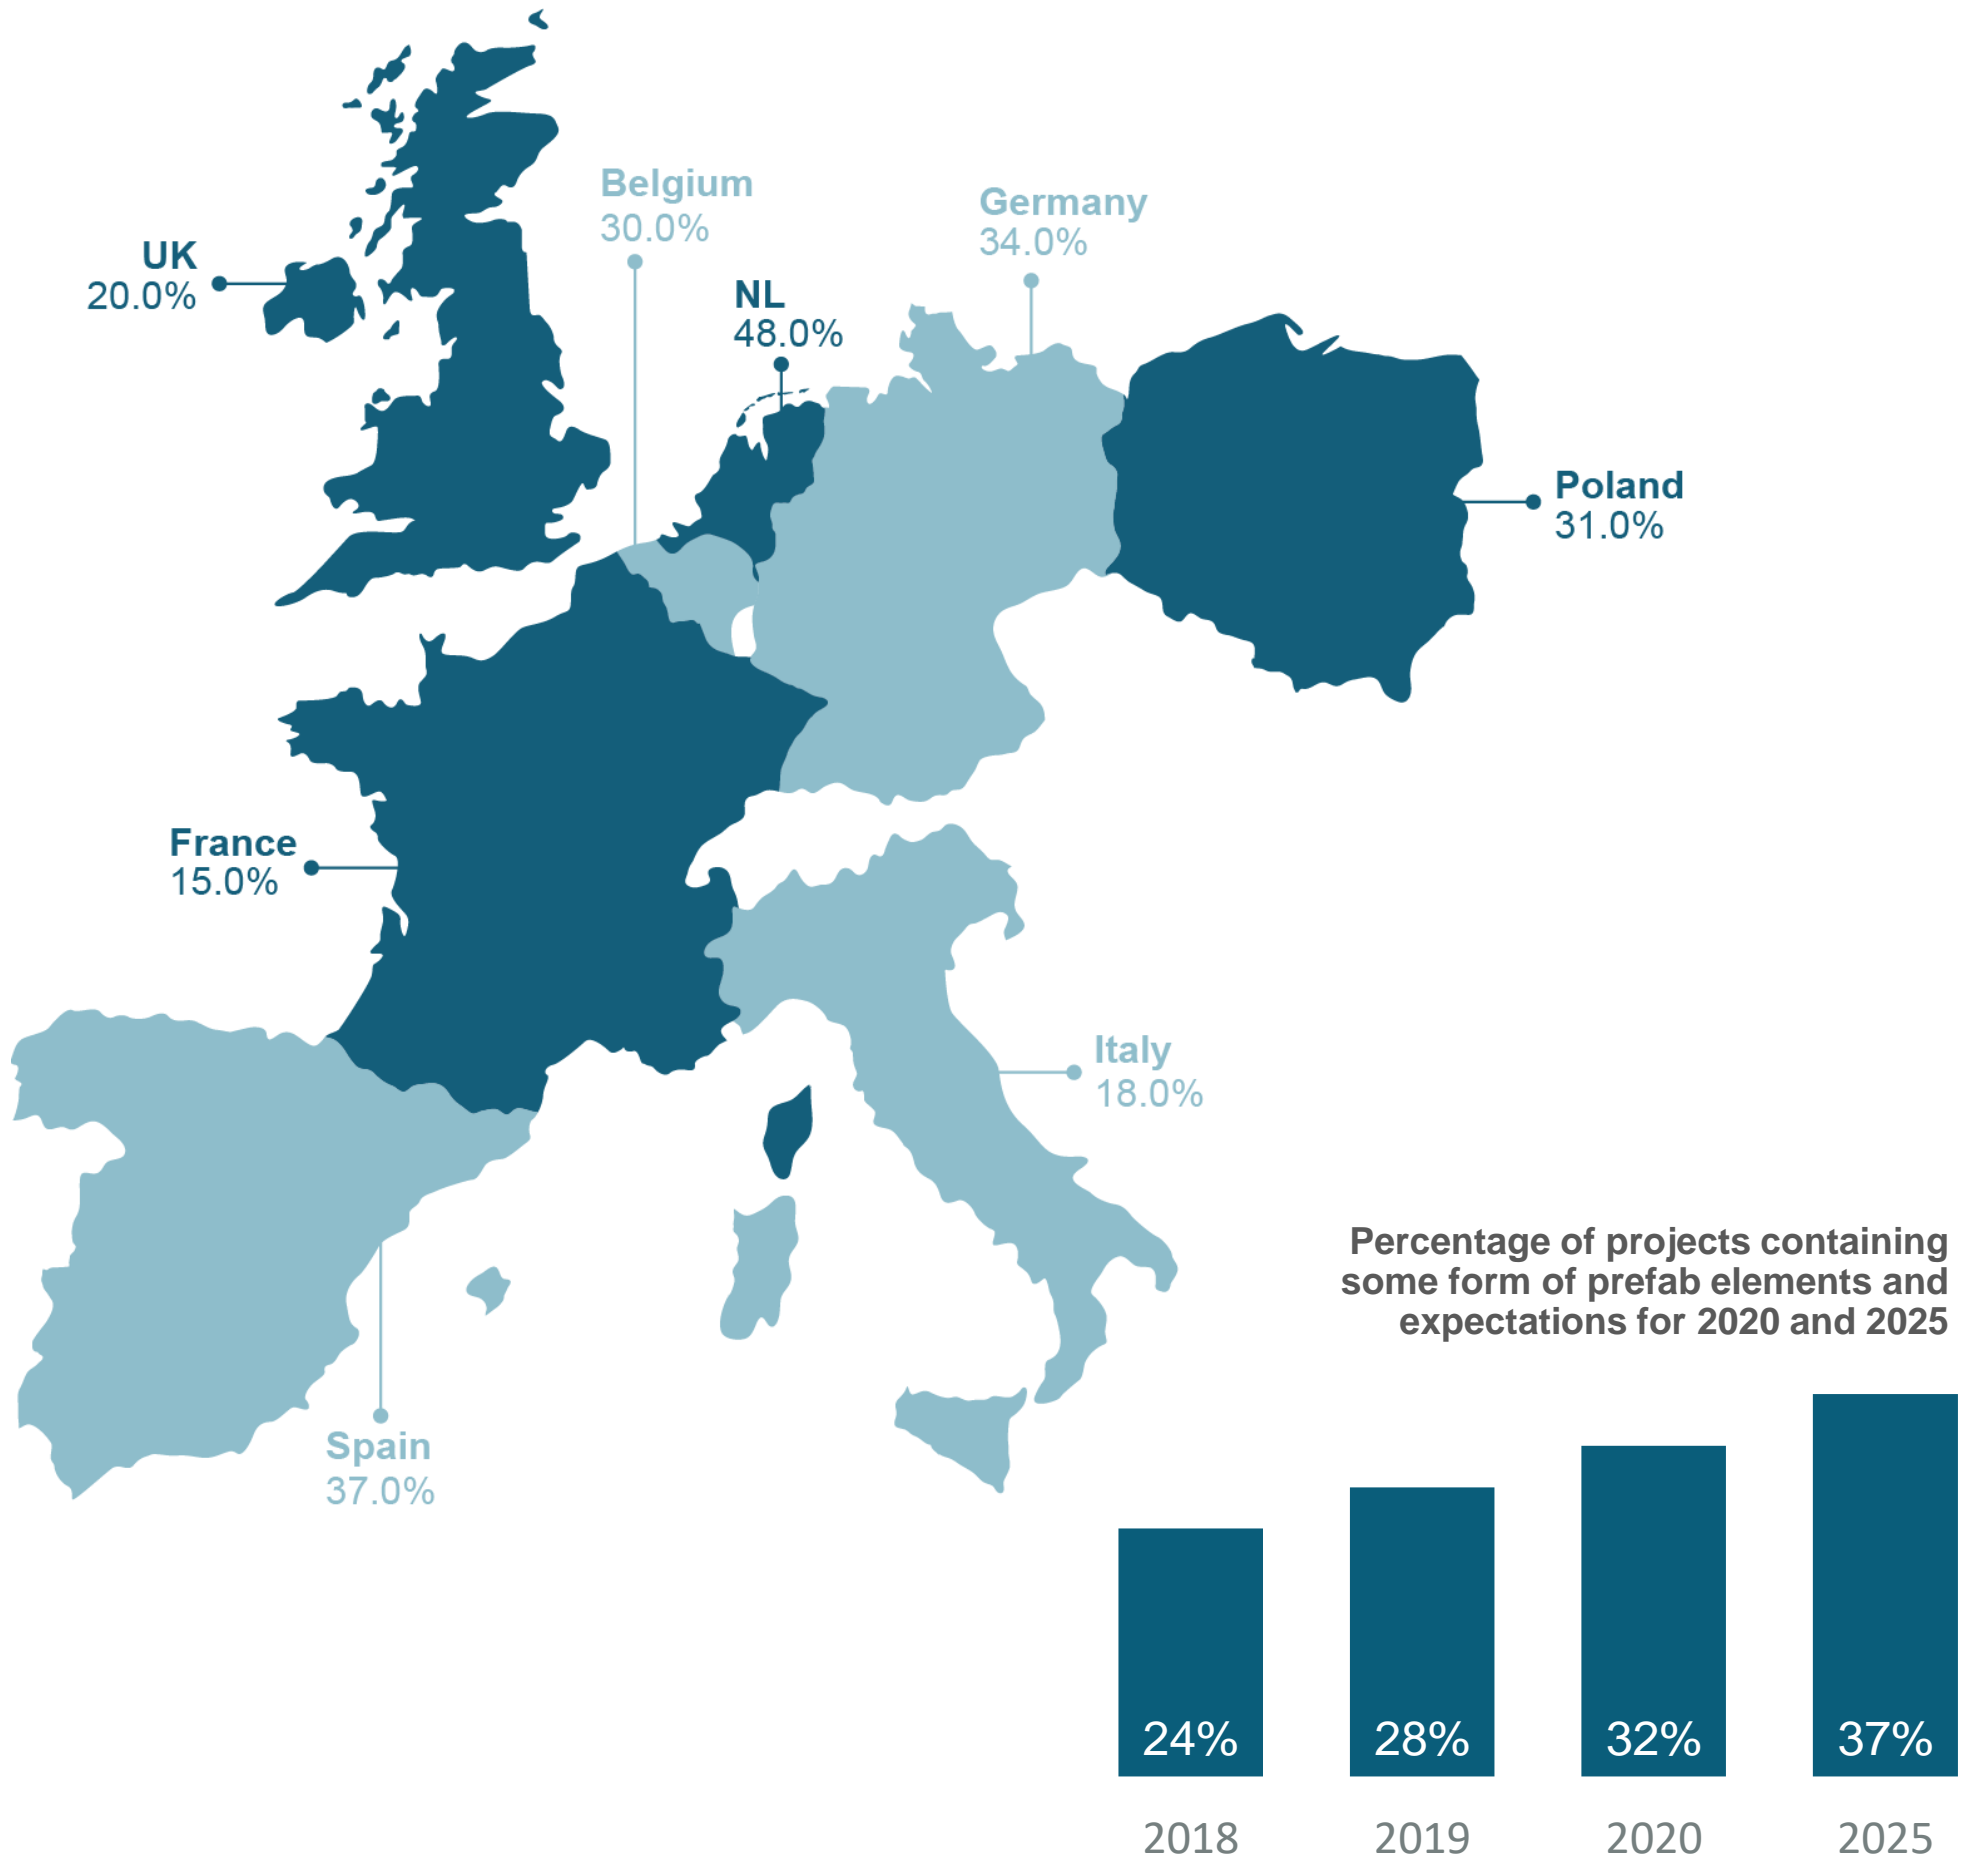 Belgium
30.0%
Germany
34.0%
UK
20.0%
NL
48.0%
Poland
31.0%
France
15.0%
Italy
18.0%
Spain
37.0%
Percentage of projects containing
some form of prefab elements and
expectations for 2020 and 2025
24%
28%
32%
37%
2018
2019
2020
2025